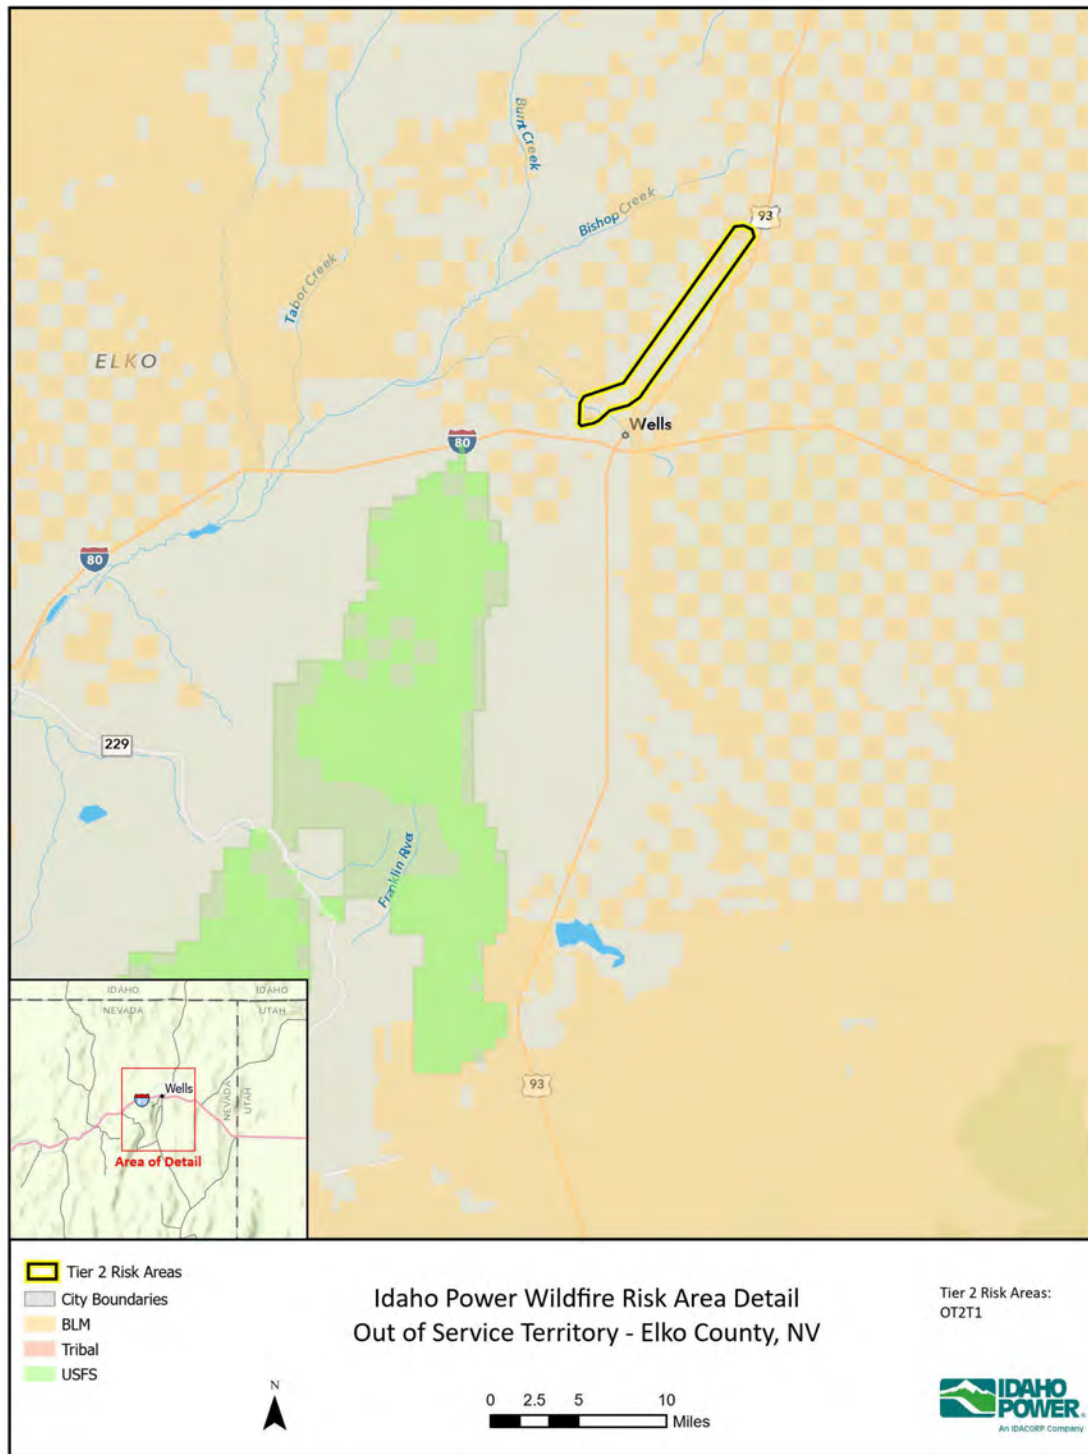 Burnt Creek
Bishop Creek
93
Tabor Creek
ELKO
Wells
80
80
229
Franklin River
93
IDAHO
IDAHO
NEVADA
UTAH
Wells
NEVADA
UTAH
Area of Detail
Tier 2 Risk Areas
City Boundaries
BLM
Tribal
USFS
Idaho Power Wildfire Risk Area Detail
Out of Service Territory - Elko County, NV
N
0 2.5 5 10
Miles
Tier 2 Risk Areas:
OT2T1
IDAHO
POWER®
An IDACORP Company